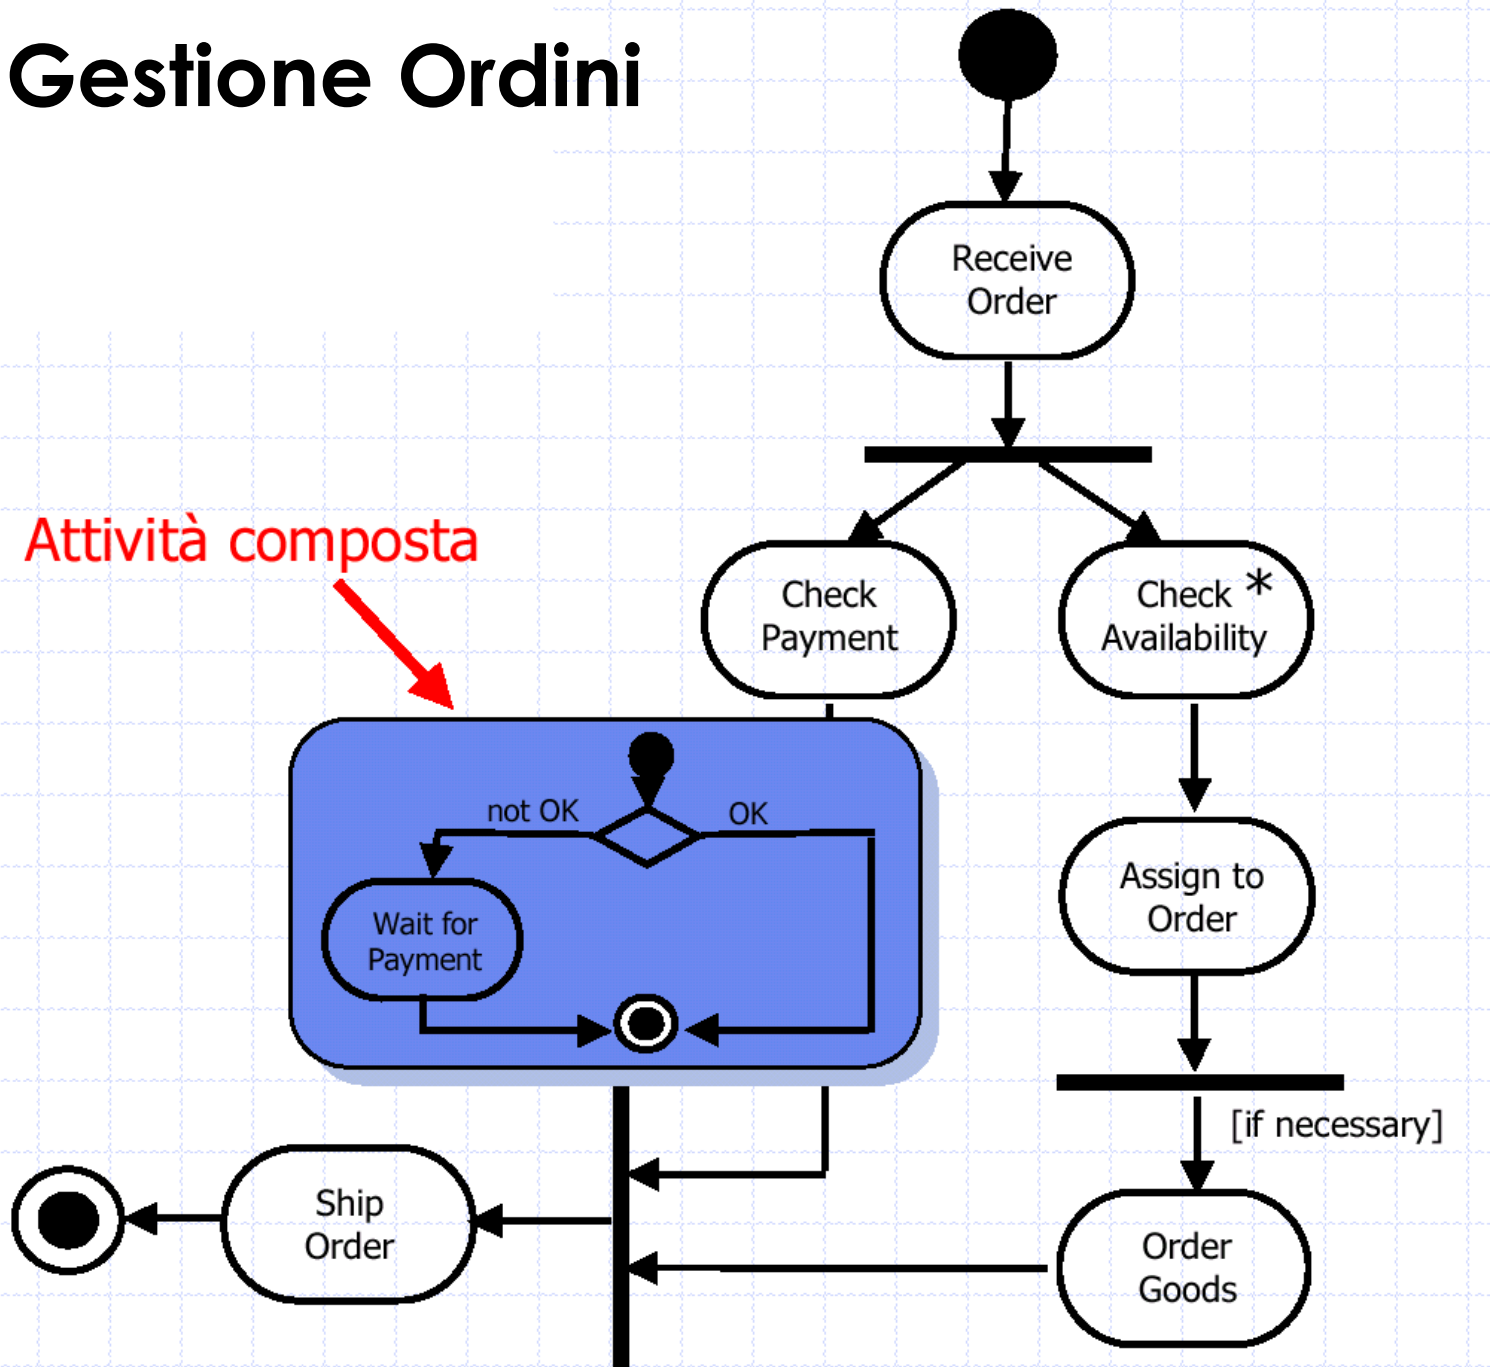 Gestione Ordini
Receive
Order
Attività composta
Check
Payment
Check *
Availability
not OK
OK
Wait for
Payment
Assign to
Order
[if necessary]
Ship
Order
Order
Goods